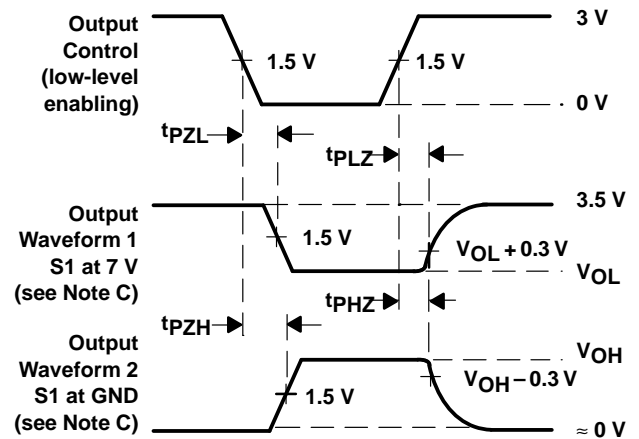 Output
Control
(low-level
enabling)
3 V
1.5 V
1.5 V
0 V
tPZL
tPLZ
Output
Waveform 1
S1 at 7 V
(see Note C)
3.5 V
1.5 V
VOL + 0.3 V
VOL
tPHZ
tPZH
Output
Waveform 2
S1 at GND
(see Note C)
VOH
1.5 V
VOH – 0.3 V
≈ 0 V